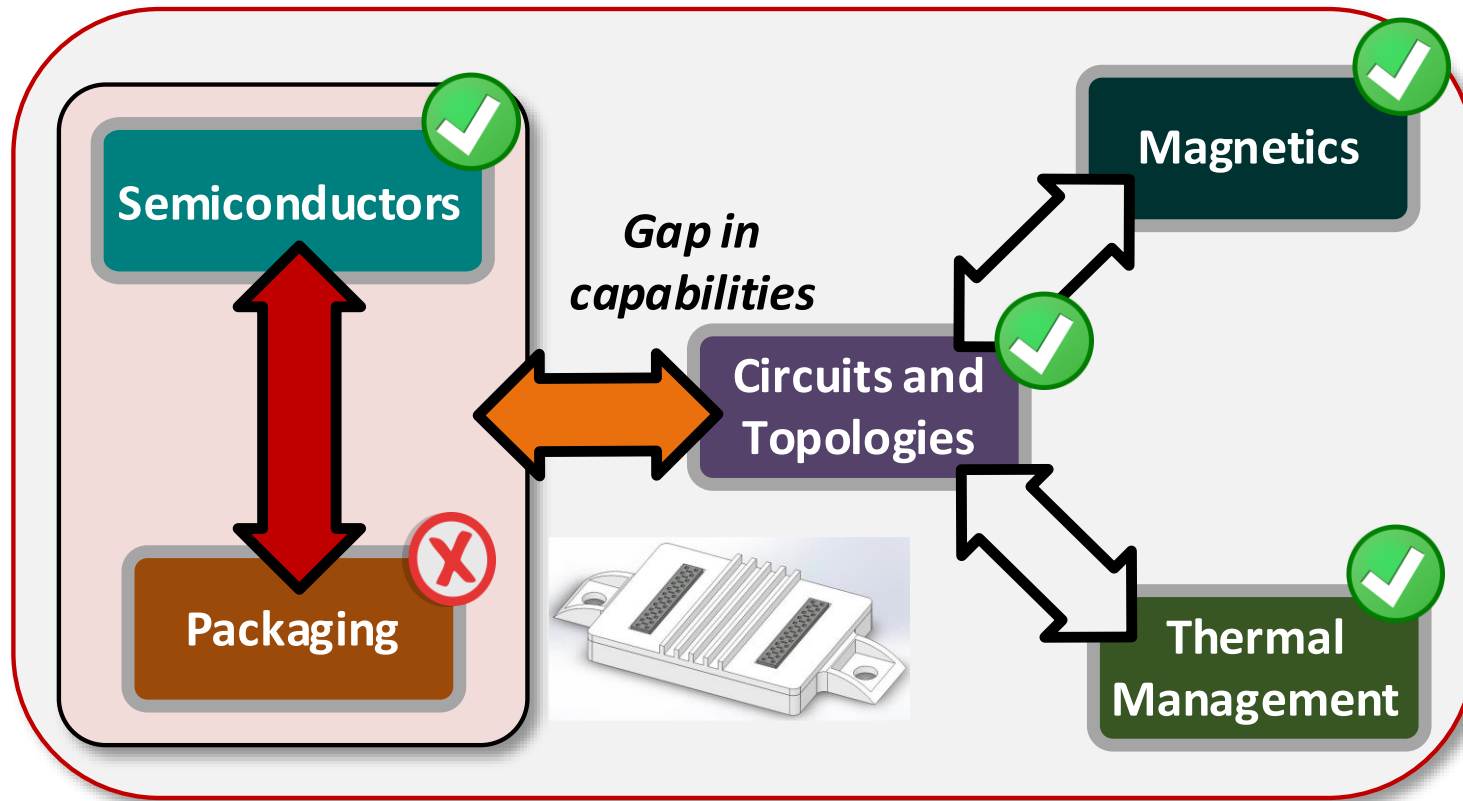 Semiconductors
Packaging
Gap in
capabilities
Circuits and
Topologies
Magnetics
Thermal
Management